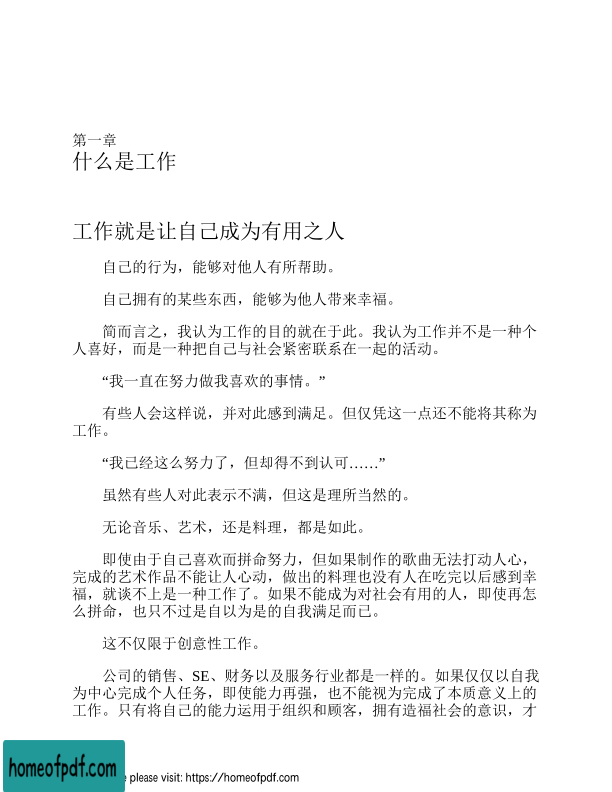 第一章
什么是工作
工作就是让自己成为有用之人
自己的行为，能够对他人有所帮助。
自己拥有的某些东西，能够为他人带来幸福。
简而言之，我认为工作的目的就在于此。我认为工作并不是一种个
人喜好，而是一种把自己与社会紧密联系在一起的活动。
“我一直在努力做我喜欢的事情。”
有些人会这样说，并对此感到满足。但仅凭这一点还不能将其称为
工作。
“我已经这么努力了，但却得不到认可……”
虽然有些人对此表示不满，但这是理所当然的。
无论音乐、艺术，还是料理，都是如此。
即使由于自己喜欢而拼命努力，但如果制作的歌曲无法打动人心，
完成的艺术作品不能让人心动，做出的料理也没有人在吃完以后感到幸
福，就谈不上是一种工作了。如果不能成为对社会有用的人，即使再怎
么拼命，也只不过是自以为是的自我满足而已。
这不仅限于创意性工作。
公司的销售、SE、财务以及服务行业都是一样的。如果仅仅以自我
为中心完成个人任务，即使能力再强，也不能视为完成了本质意义上的
工作。只有将自己的能力运用于组织和顾客，拥有造福社会的意识，才
homeofpdf.com
e please visit: https://homeofpdf.com